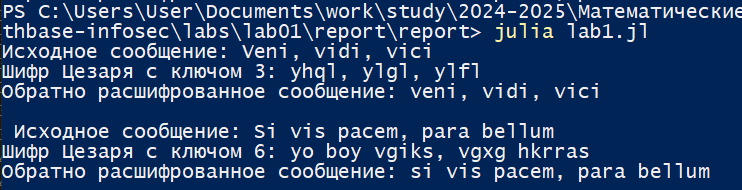 PS C:\Users\User\Documents\work\study\2024-2025\Математические
thbase-infosec\labs\lab01\report\report> julia lab1.jl
Исходное сообщение: Veni, vidi, vici
Шифр Цезаря с ключом 3: yhql, ylgl, ylfl
Обратно расшифрованное сообщение: veni, vidi, vici
Исходное сообщение: Si vis pacem, para bellum
Шифр Цезаря с ключом 6: yo boy vgiks, vgxg hkrras
Обратно расшифрованное сообщение: si vis pacem, para bellum